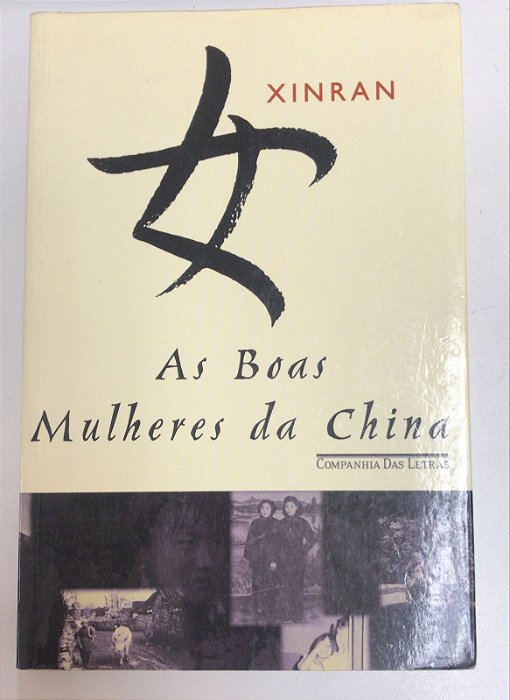 XINRAN
女
As Boas
Mulheres da China
COMPANHIA DAS LETRAS